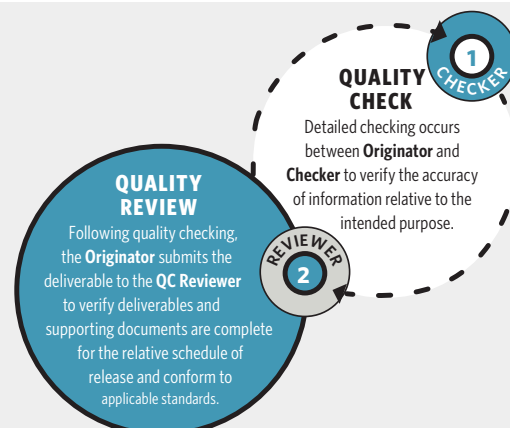 1
CHECKER
QUALITY
CHECK
Detailed checking occurs
between Originator and
Checker to verify the accuracy
of information relative to the
intended purpose.
QUALITY
REVIEW
Following quality checking,
the Originator submits the
deliverable to the QC Reviewer
to verify deliverables and
supporting documents are complete
for the relative schedule of
release and conform to
applicable standards.
REVIEWER
2